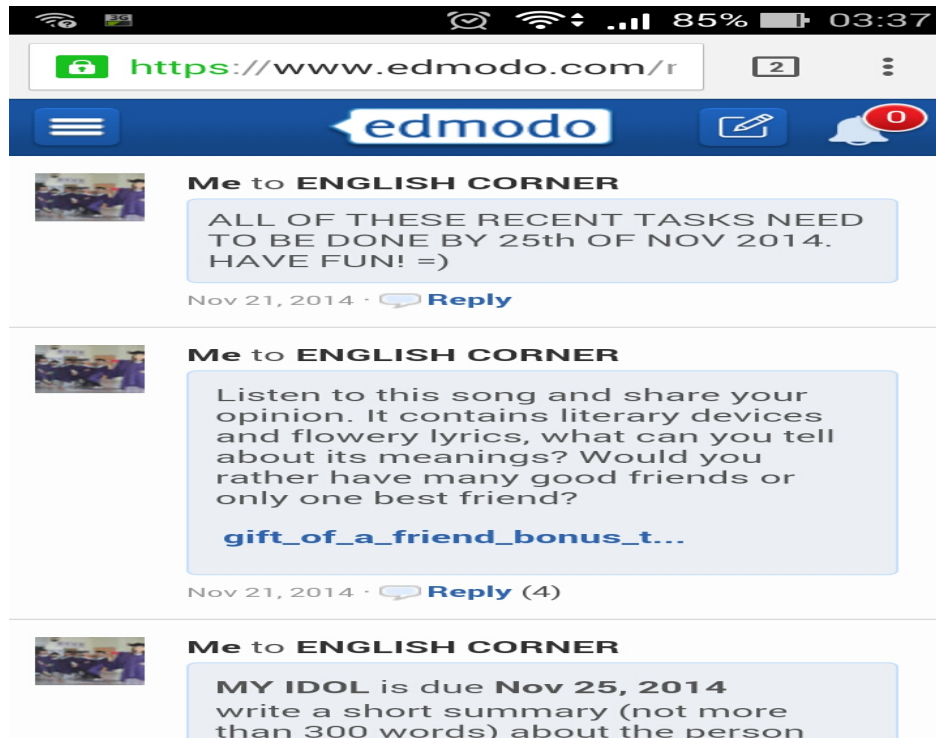 3G
85% 03:37
https://www.edmodo.com/r
2
edmodo
0
Me to ENGLISH CORNER
ALL OF THESE RECENT TASKS NEED
TO BE DONE BY 25th OF NOV 2014.
HAVE FUN! =)
Nov 21, 2014 · Reply
Me to ENGLISH CORNER
Listen to this song and share your
opinion. It contains literary devices
and flowery lyrics, what can you tell
about its meanings? Would you
rather have many good friends or
only one best friend?
gift_of_a_friend_bonus_t...
Nov 21, 2014 · Reply (4)
Me to ENGLISH CORNER
MY IDOL is due Nov 25, 2014
write a short summary (not more
than 300 words) about the person